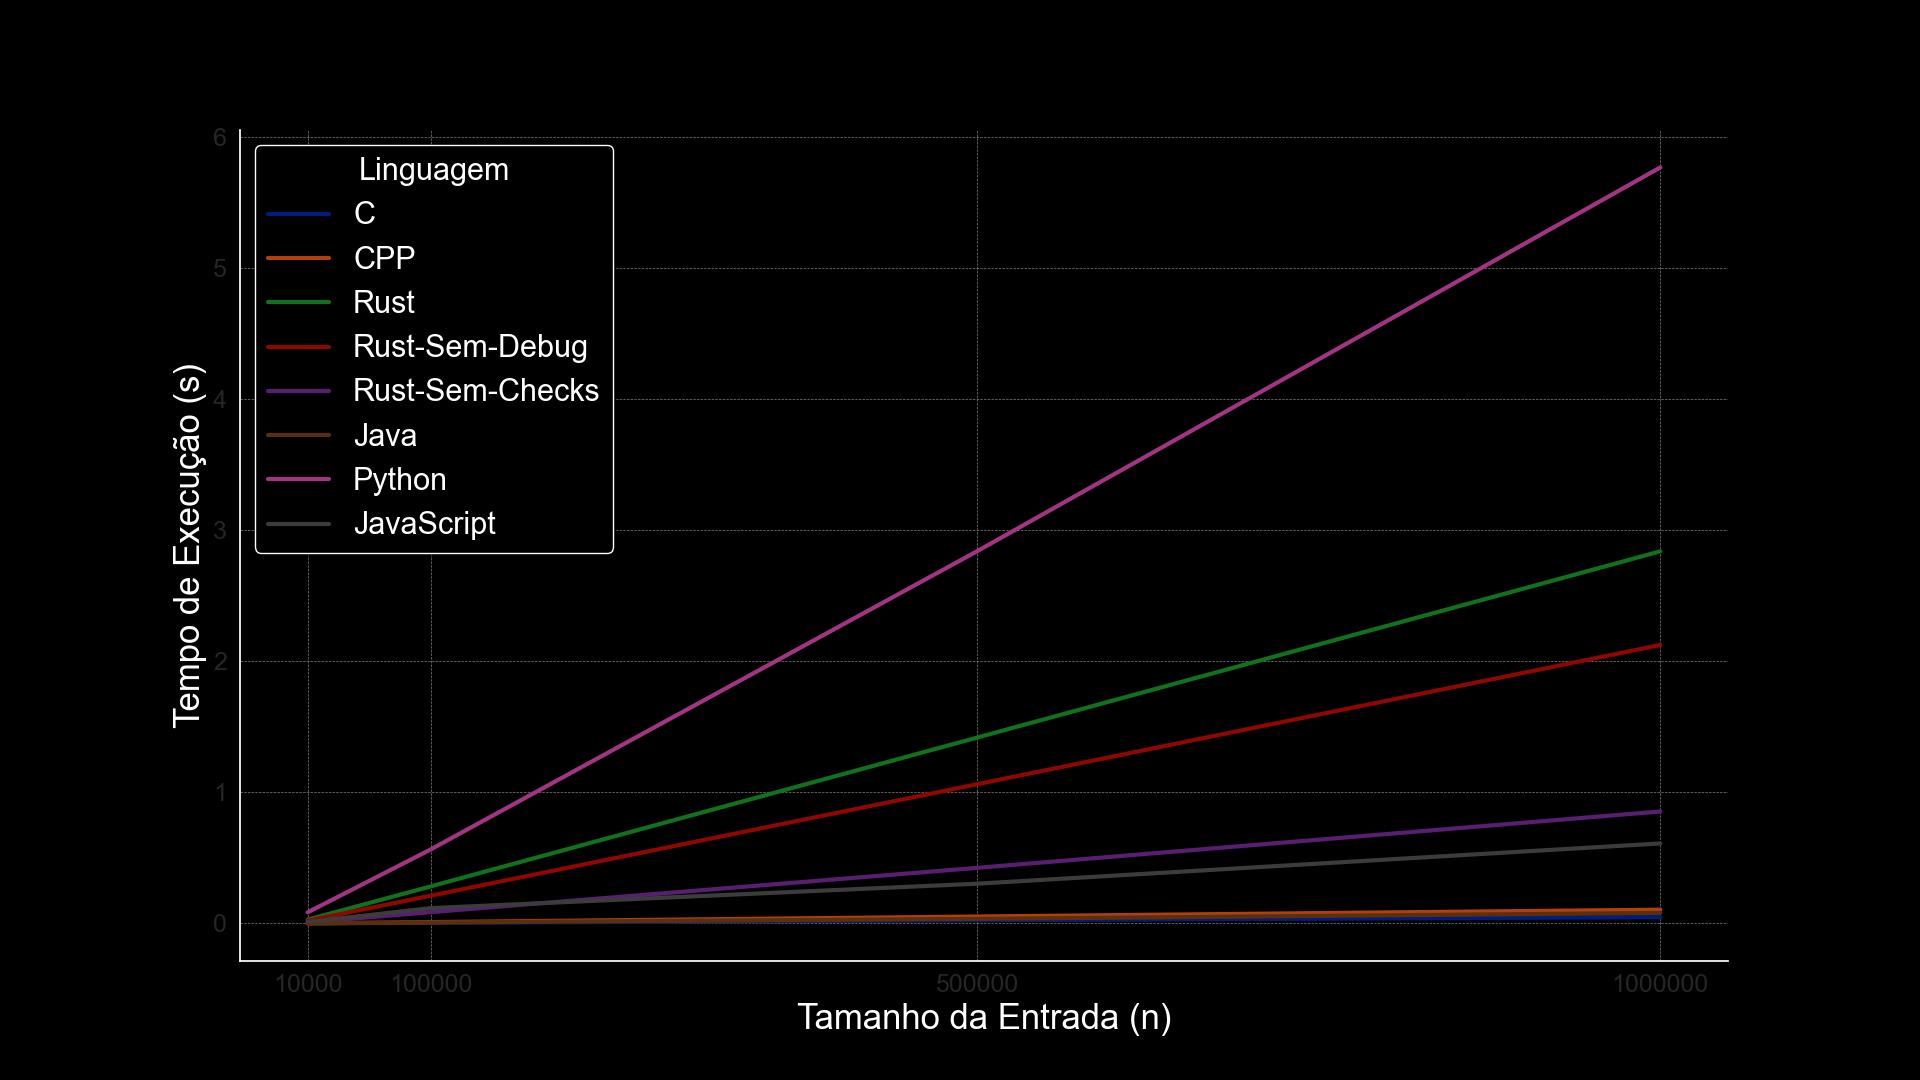 6
5
4
3
2
1
0
Tempo de Execução (s)
Linguagem
C
CPP
Rust
Rust-Sem-Debug
Rust-Sem-Checks
Java
Python
JavaScript
10000 100000 500000 1000000
Tamanho da Entrada (n)